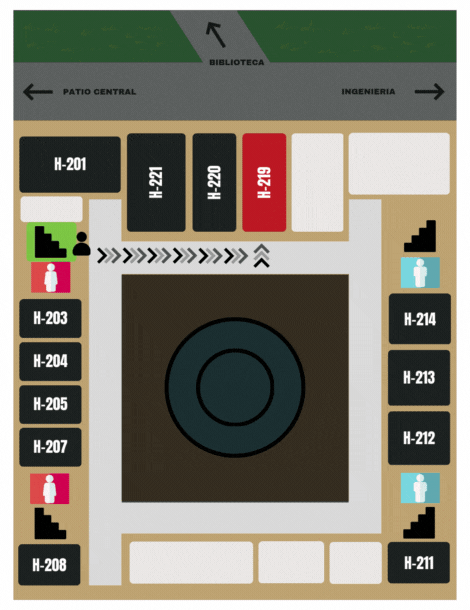 BIBLIOTECA
PATIO CENTRAL
INGENIERIA
H-201
H-221
H-220
H-219
H-203
H-204
H-205
H-207
H-208
H-214
H-213
H-212
H-211